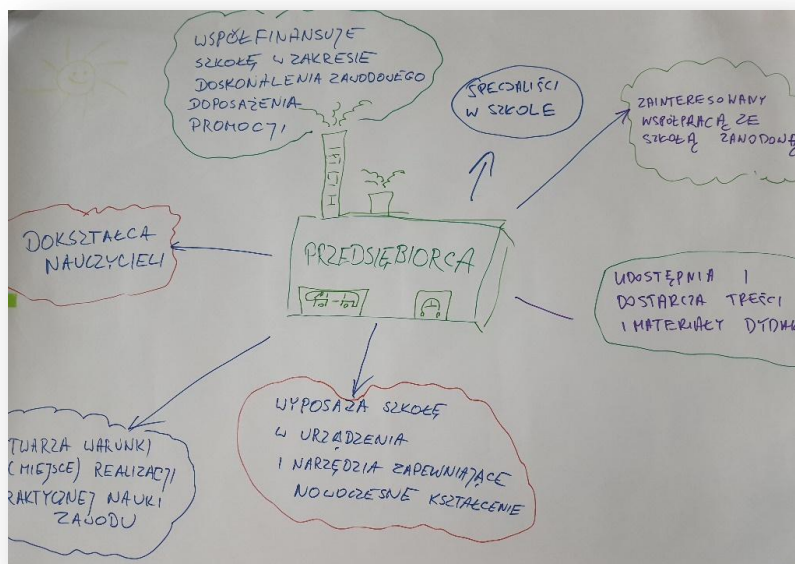 WSPÓŁFINANSUJE
SZKOŁĘ W ZAKRESIE
DOSKONALENIA ZAWODOWEGO
DOPOSAŻENIA
PROMOCJI
SPECJALIŚCI
W SZKOLE
ZAINTERESOWANY
WSPÓŁPRACĄ ZE
SZKOŁĄ ZAWODOWĄ
DOKSZTAŁCA
NAUCZYCIELI
PRZEDSIĘBIORCA
UDOSTĘPNIA I
DOSTARCZA TREŚCI
I MATERIAŁY DYDAK
TWARZA WARUNKI
(MIEJSCE) REALIZACJI
RAKTYCZNEJ NAUKI
ZAWODU
WYPOSAŻA SZKOŁĘ
W URZĄDZENIA
I NARZĘDZIA ZAPEWNIAJĄCE
NOWOCZESNE KSZTAŁCENIE